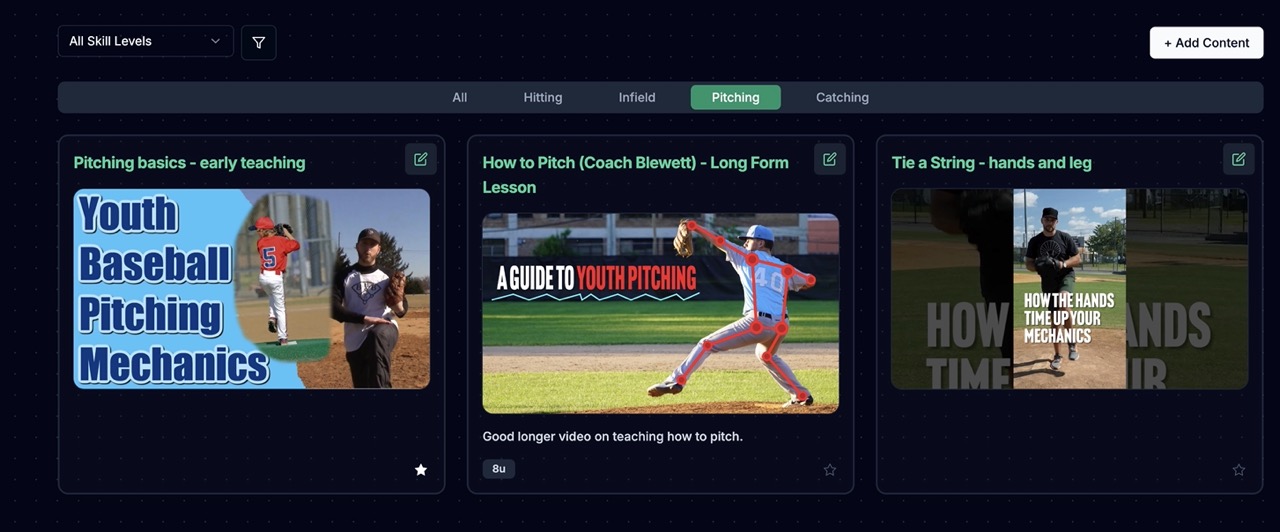 All Skill Levels
+ Add Content
All
Hitting
Infield
Pitching
Catching
Pitching basics - early teaching
Youth
Baseball
Pitching
Mechanics
5
How to Pitch (Coach Blewett) - Long Form
Lesson
A GUIDE TO YOUTH PITCHING
40
Good longer video on teaching how to pitch.
8u
Tie a String - hands and leg
HOW THE HANDS
TIME UP YOUR
MECHANICS
HOW
HANDS
TIME
UR